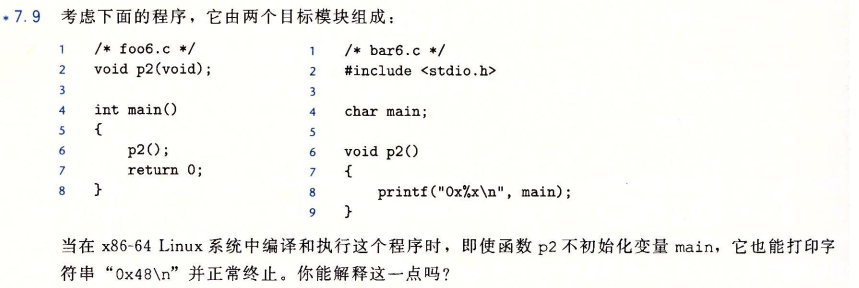 *7.9 考虑下面的程序，它由两个目标模块组成：
1 /* foo6.c */
2 void p2(void);
3
4 int main()
5 {
6 p2();
7 return 0;
8 }
1 /* bar6.c */
2 #include <stdio.h>
3
4 char main;
5
6 void p2()
7 {
8 printf("0x%x\n", main);
9 }
当在 x86-64 Linux 系统中编译和执行这个程序时，即使函数 p2 不初始化变量 main，它也能打印字
符串“0x48\n”并正常终止。你能解释这一点吗？